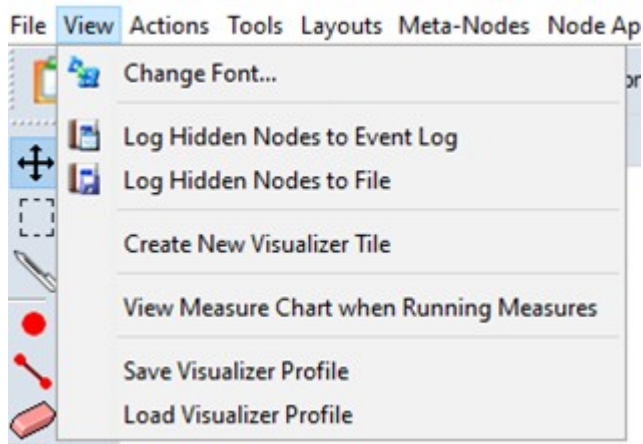 File View Actions Tools Layouts Meta-Nodes Node Ap
Change Font...
Log Hidden Nodes to Event Log
Log Hidden Nodes to File
Create New Visualizer Tile
View Measure Chart when Running Measures
Save Visualizer Profile
Load Visualizer Profile